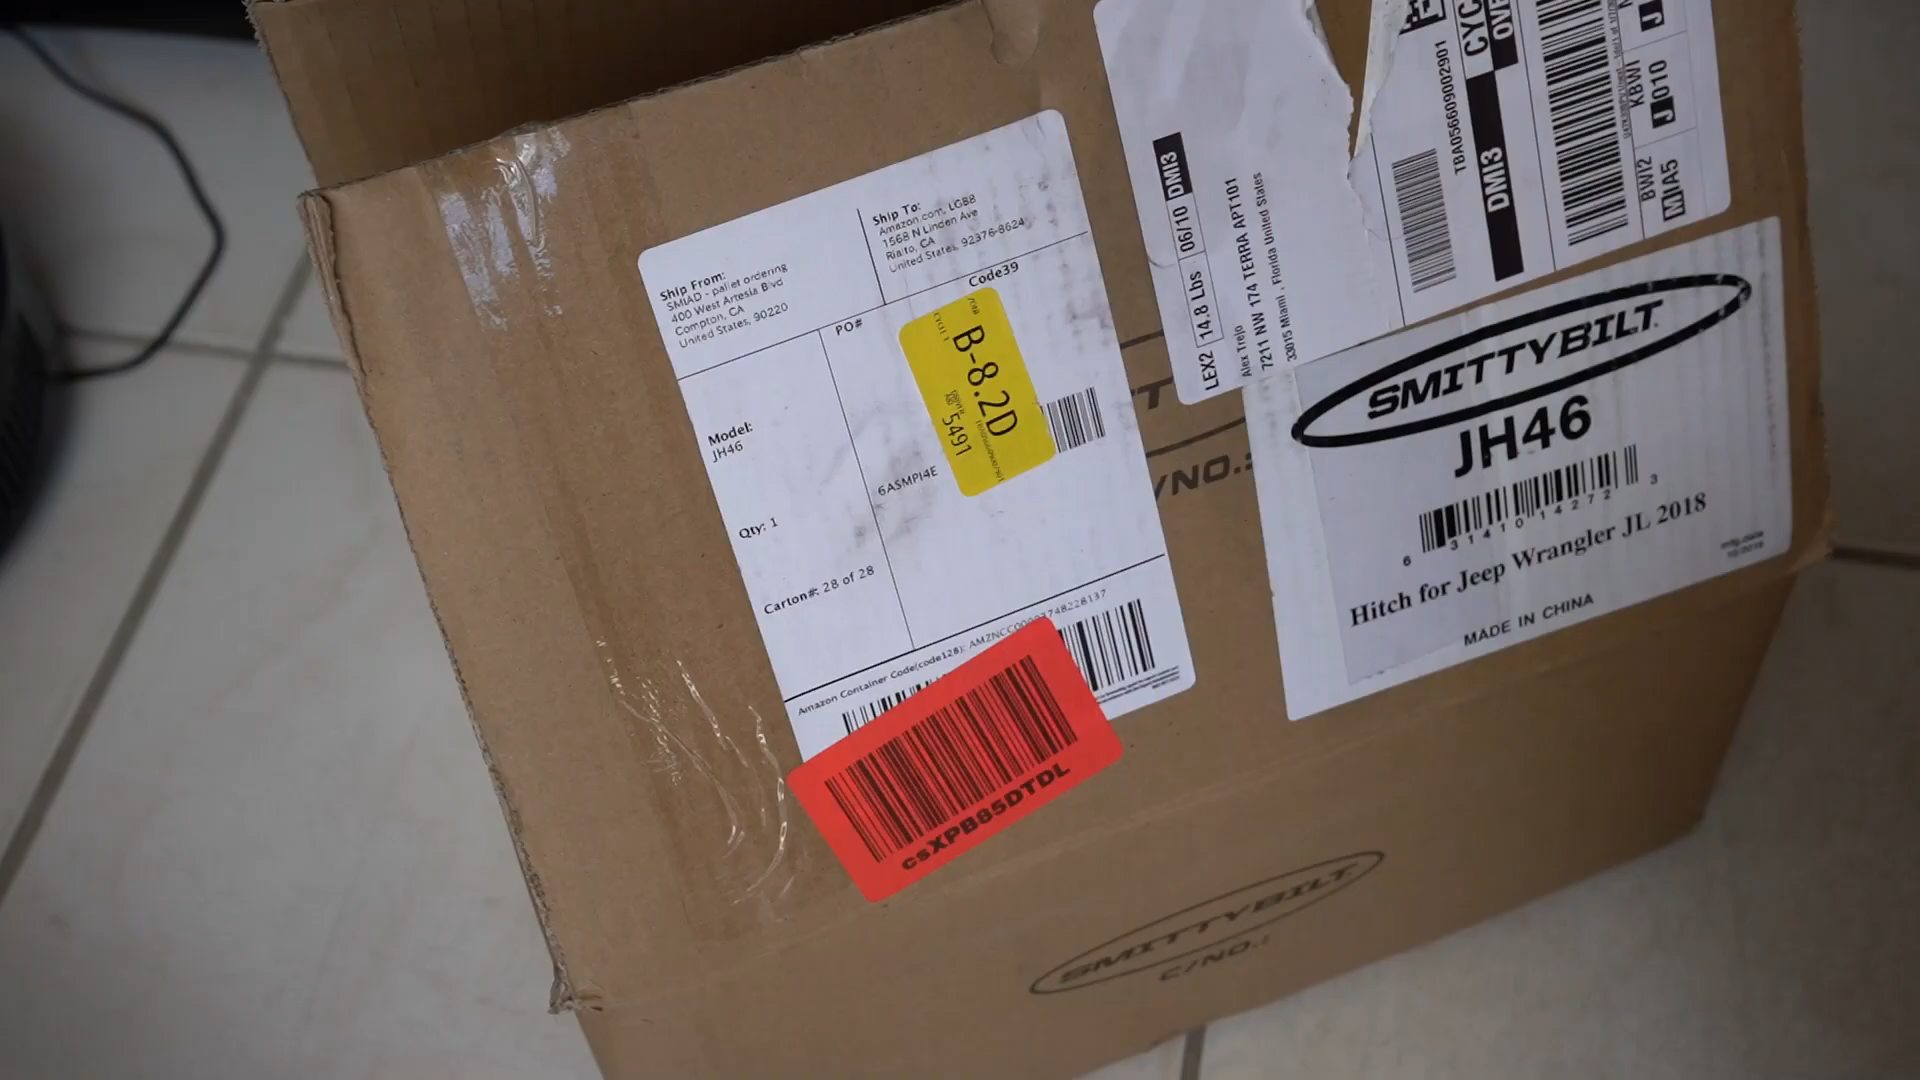 Ship From:
SMIAD - pallet ordering
400 West Artesia Blvd
Compton, CA
United States, 90220
Ship To:
Amazon.com, LGB8
1568 N Linden Ave
Rialto, CA
United States, 92376-8624
PO#
Code39
6ASMPI4E
B-8.2D
5491
Model:
JH46
Qty: 1
Carton#: 28 of 28
Amazon Container Code(code128):
csXPB85DTDL
LEX2 14.8 Lbs 06/10 DMI3
Alex Trejo
7211 NW 174 TERRA APT101
33015 Miami , Florida United States
TBA056609002901
DMI3
CYC
BWI2 KBWI
MIA5 J010
SMITTYBILT
JH46
6 31410 14272 3
Hitch for Jeep Wrangler JL 2018
MADE IN CHINA
/NO.:
SMITTYBILT
C/NO.: